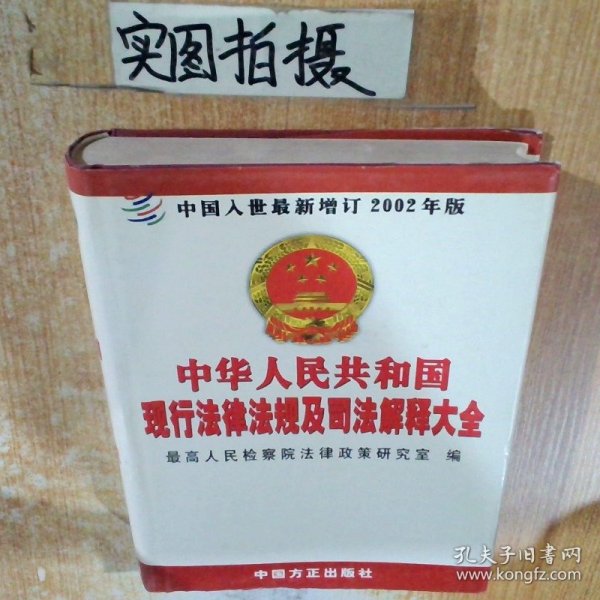 实图拍摄
中国入世最新增订 2002年版
中华人民共和国
现行法律法规及司法解释大全
最高人民检察院法律政策研究室 编
中国方正出版社
孔夫子旧书网
www.kongfz.com